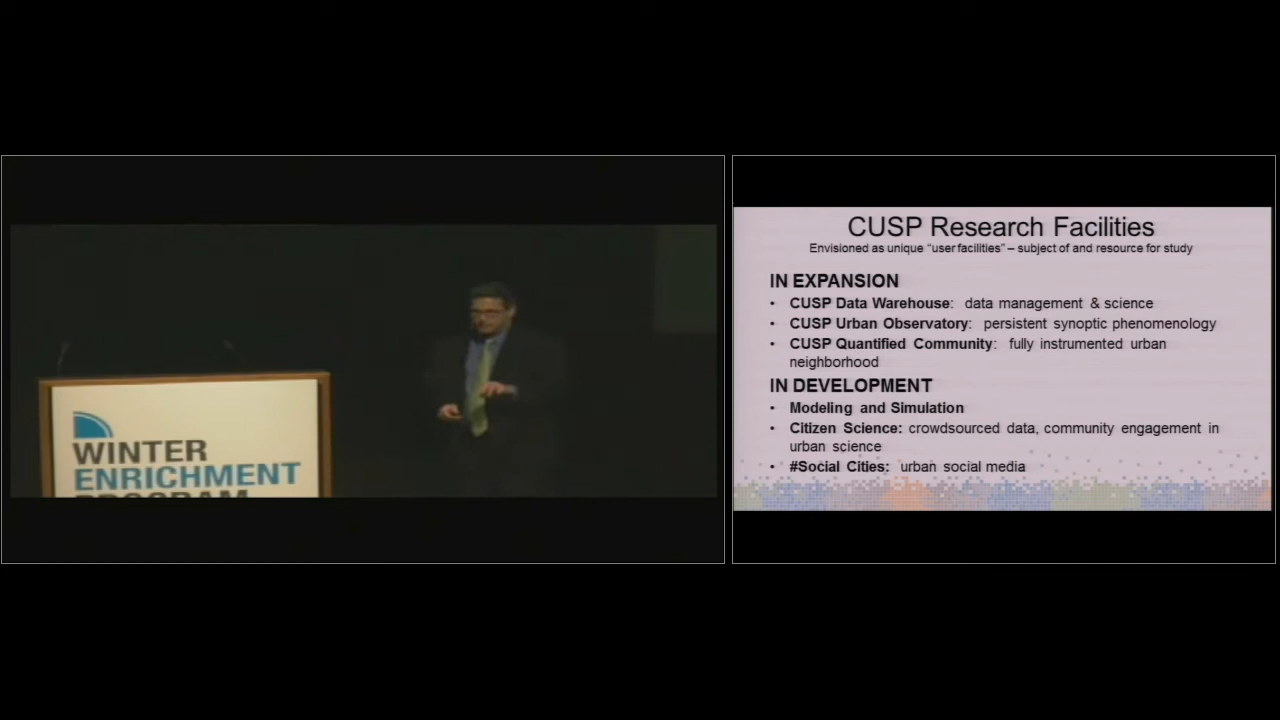 WINTER
ENRICHMENT
PROGRAM
CUSP Research Facilities
Envisioned as unique “user facilities” – subject of and resource for study
IN EXPANSION
• CUSP Data Warehouse: data management & science
• CUSP Urban Observatory: persistent synoptic phenomenology
• CUSP Quantified Community: fully instrumented urban
neighborhood
IN DEVELOPMENT
• Modeling and Simulation
• Citizen Science: crowdsourced data, community engagement in
urban science
• #Social Cities: urban social media